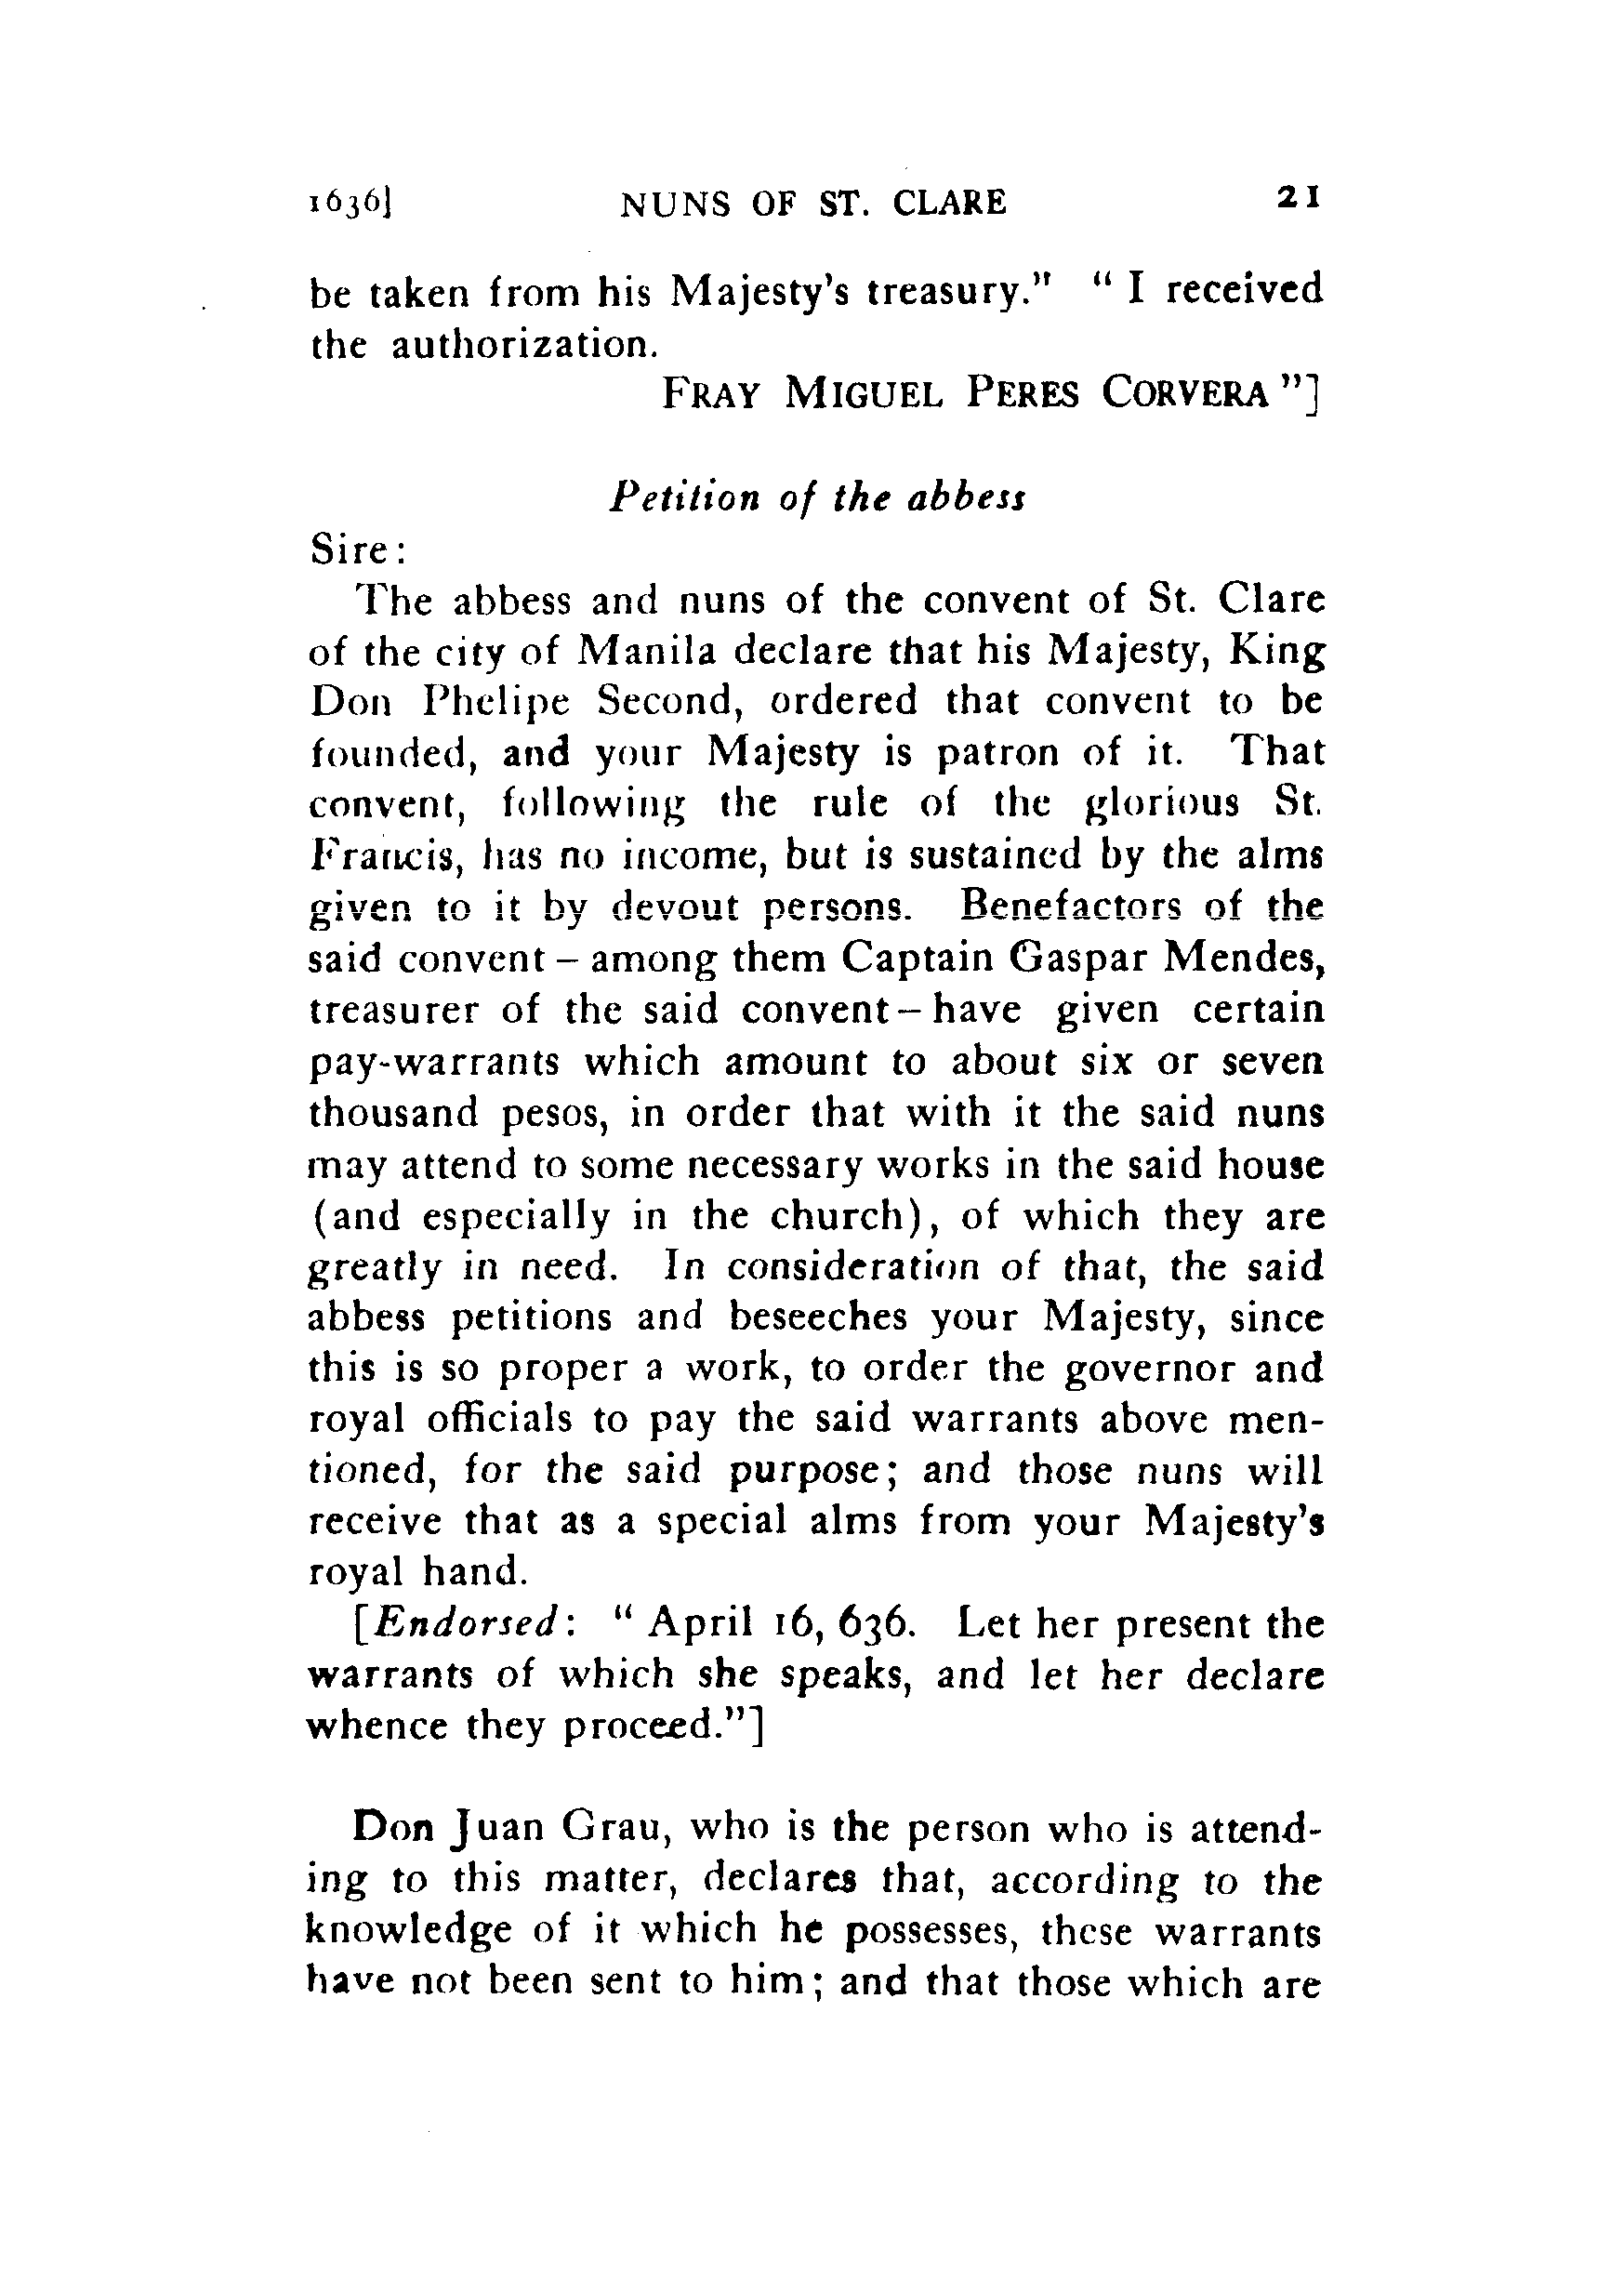 1636] NUNS OF ST. CLARE 21
be taken from his Majesty's treasury." " I received
the authorization.
FRAY MIGUEL PERES CORVERA "]
Petition of the abbess
Sire:
The abbess and nuns of the convent of St. Clare
of the city of Manila declare that his Majesty, King
Don Phelipe Second, ordered that convent to be
founded, and your Majesty is patron of it. That
convent, following the rule of the glorious St.
Francis, has no income, but is sustained by the alms
given to it by devout persons. Benefactors of the
said convent – among them Captain Gaspar Mendes,
treasurer of the said convent – have given certain
pay-warrants which amount to about six or seven
thousand pesos, in order that with it the said nuns
may attend to some necessary works in the said house
(and especially in the church), of which they are
greatly in need. In consideration of that, the said
abbess petitions and beseeches your Majesty, since
this is so proper a work, to order the governor and
royal officials to pay the said warrants above men-
tioned, for the said purpose; and those nuns will
receive that as a special alms from your Majesty's
royal hand.
[Endorsed: " April 16, 636. Let her present the
warrants of which she speaks, and let her declare
whence they proceed."]
Don Juan Grau, who is the person who is attend-
ing to this matter, declares that, according to the
knowledge of it which he possesses, these warrants
have not been sent to him; and that those which are